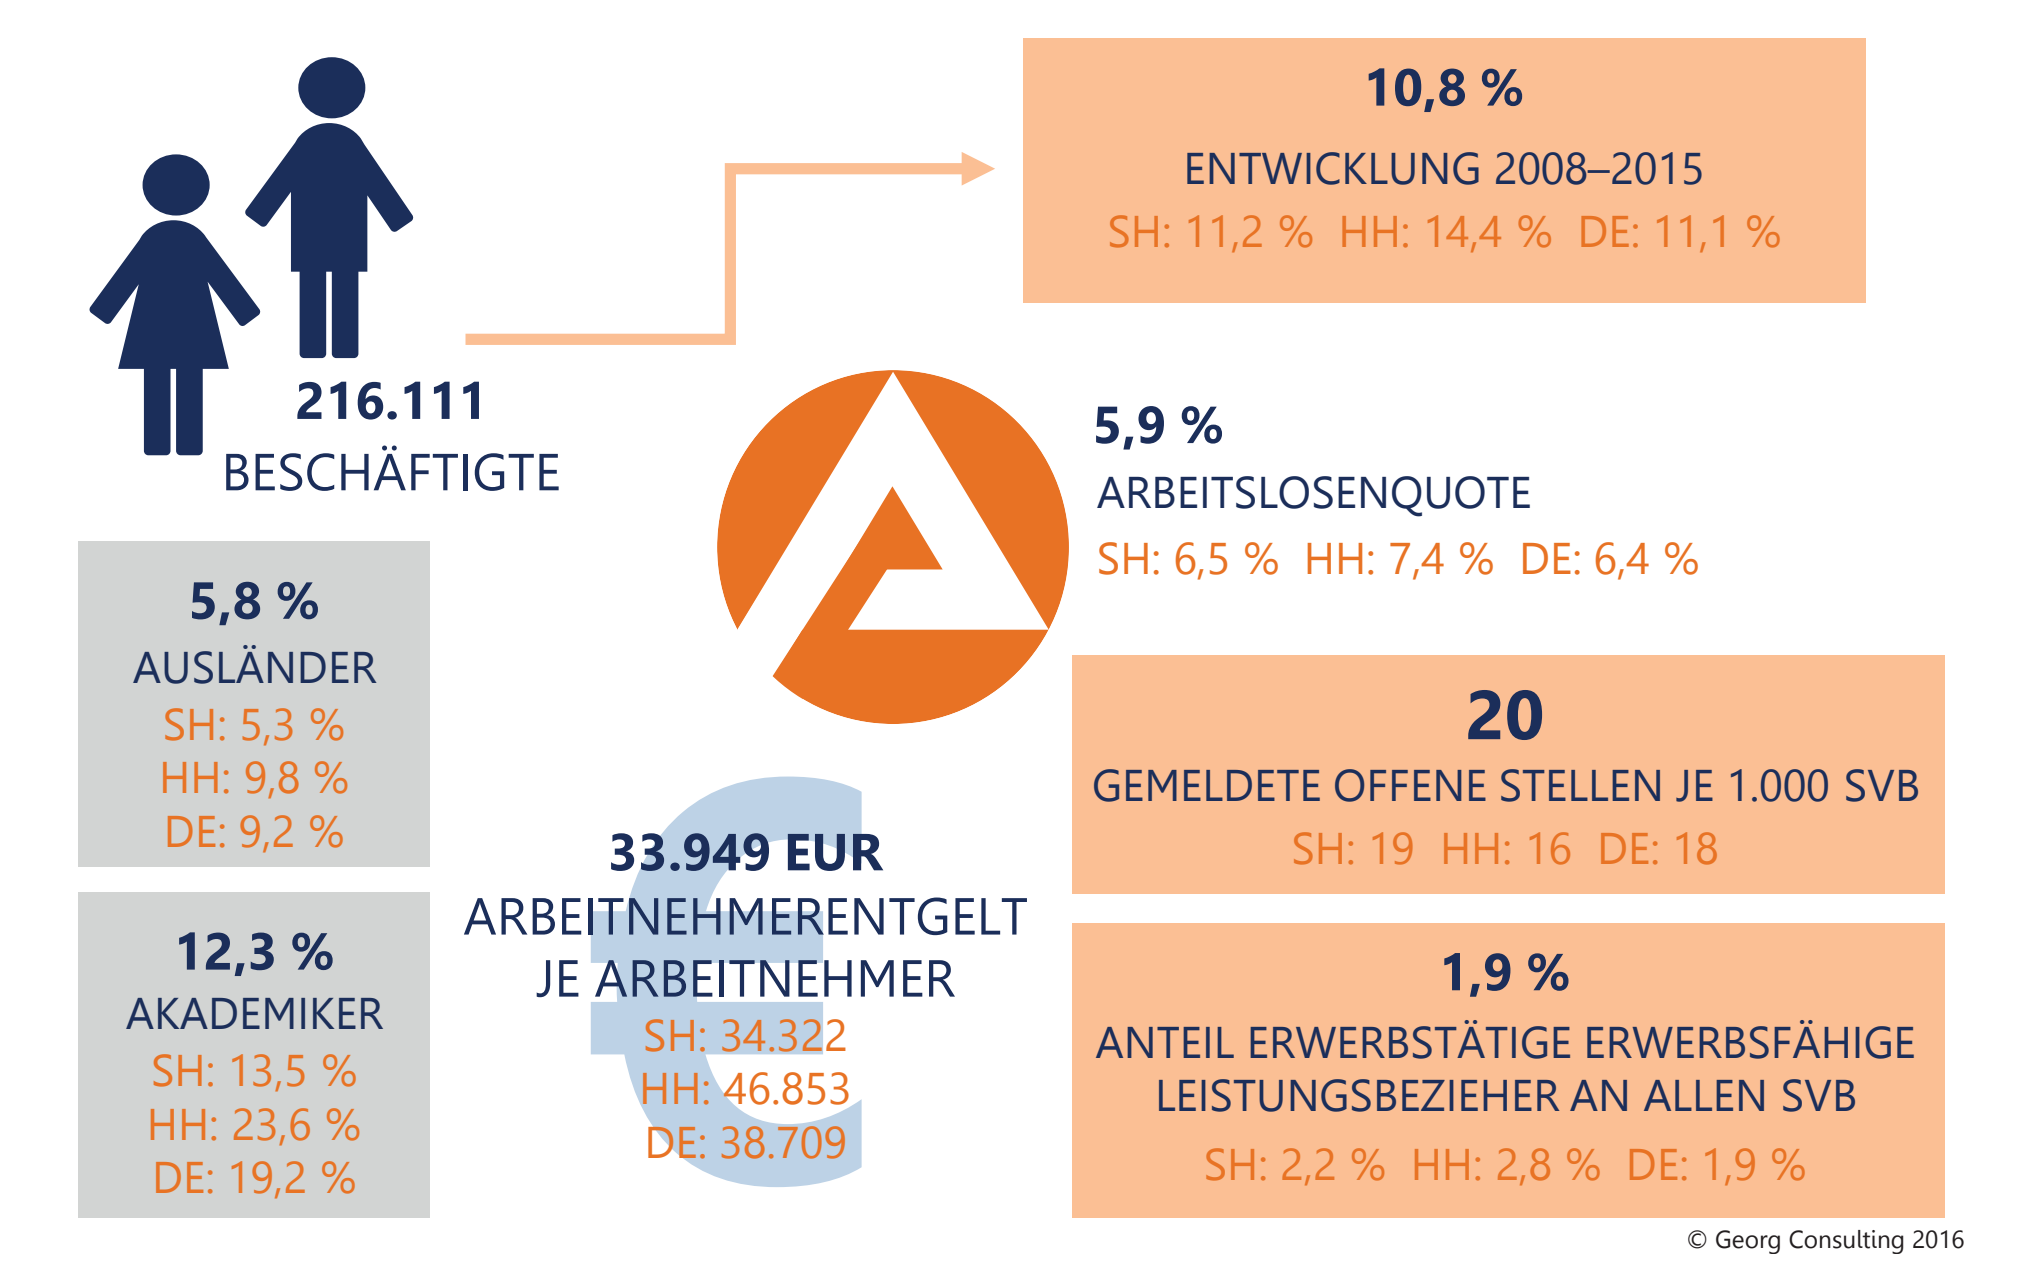 10,8 %
ENTWICKLUNG 2008–2015
SH: 11,2 % HH: 14,4 % DE: 11,1 %
216.111
BESCHÄFTIGTE
5,9 %
ARBEITSLOSENQUOTE
SH: 6,5 % HH: 7,4 % DE: 6,4 %
5,8 %
AUSLÄNDER
SH: 5,3 %
HH: 9,8 %
DE: 9,2 %
20
GEMELDETE OFFENE STELLEN JE 1.000 SVB
SH: 19 HH: 16 DE: 18
33.949 EUR
ARBEITNEHMERENTGELT
JE ARBEITNEHMER
SH: 34.322
HH: 46.853
DE: 38.709
12,3 %
AKADEMIKER
SH: 13,5 %
HH: 23,6 %
DE: 19,2 %
1,9 %
ANTEIL ERWERBSTÄTIGE ERWERBSFÄHIGE
LEISTUNGSBEZIEHER AN ALLEN SVB
SH: 2,2 % HH: 2,8 % DE: 1,9 %
© Georg Consulting 2016